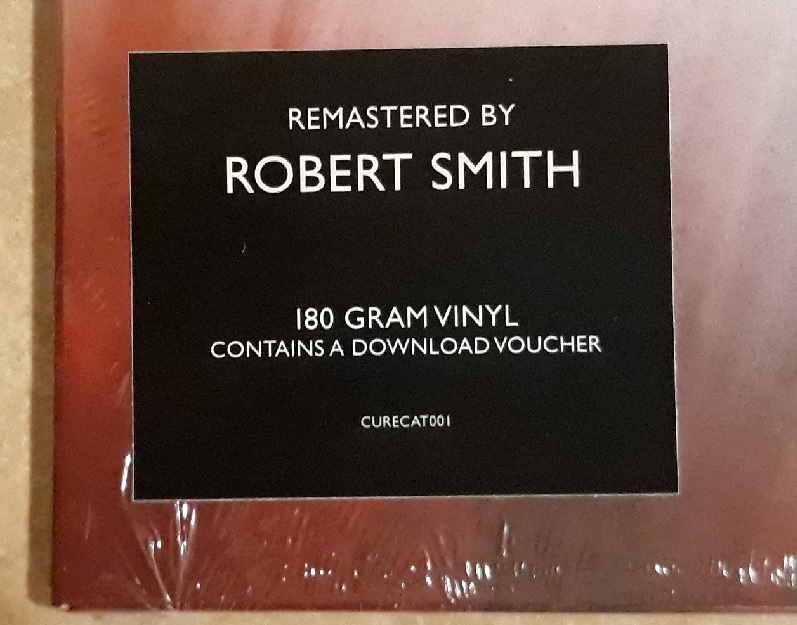 REMASTERED BY
ROBERT SMITH
180 GRAM VINYL
CONTAINS A DOWNLOAD VOUCHER
CURECAT001